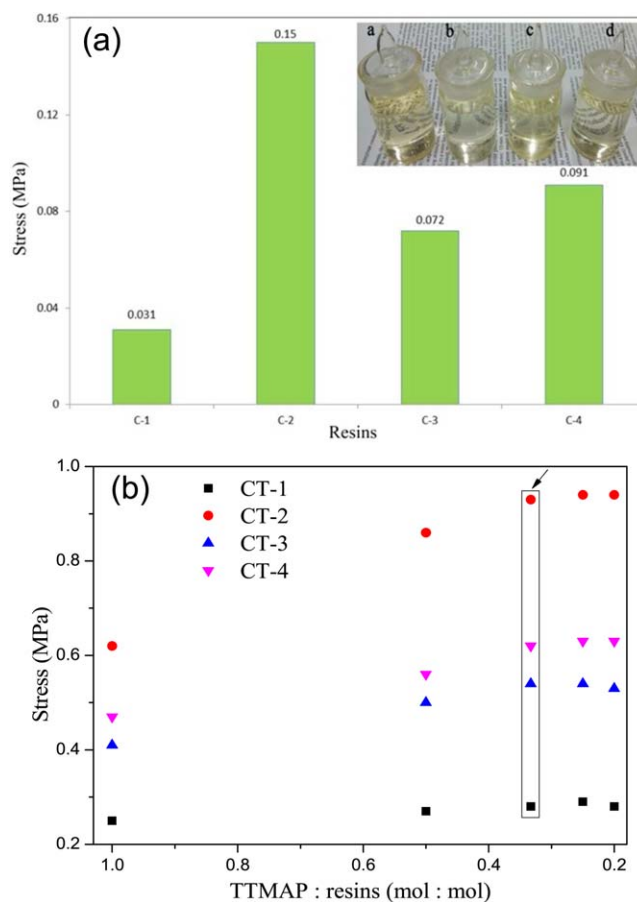 (a)
0.16
0.12
0.08
0.04
0
Stress (MPa)
0.031
0.15
0.072
0.091
C-1
C-2
C-3
C-4
Resins
a b c d
(b)
CT-1
CT-2
CT-3
CT-4
1.0
0.8
0.6
0.4
0.2
Stress (MPa)
1.0 0.8 0.6 0.4 0.2
TTMAP : resins (mol : mol)